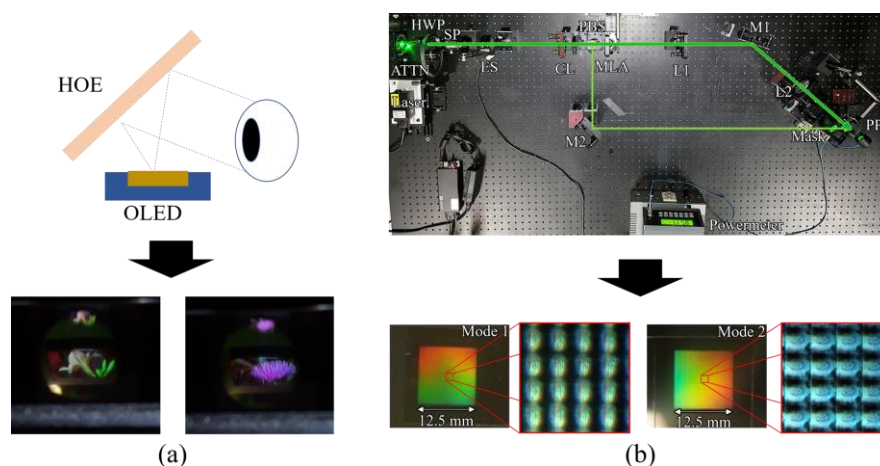 HOE
OLED
(a)
HWP
SP
ATTN
ES
CL
PBS
MLA
L1
M1
L2
PP
Mask
M2
Laser
Powermeter
Mode 1
12.5 mm
Mode 2
12.5 mm
(b)